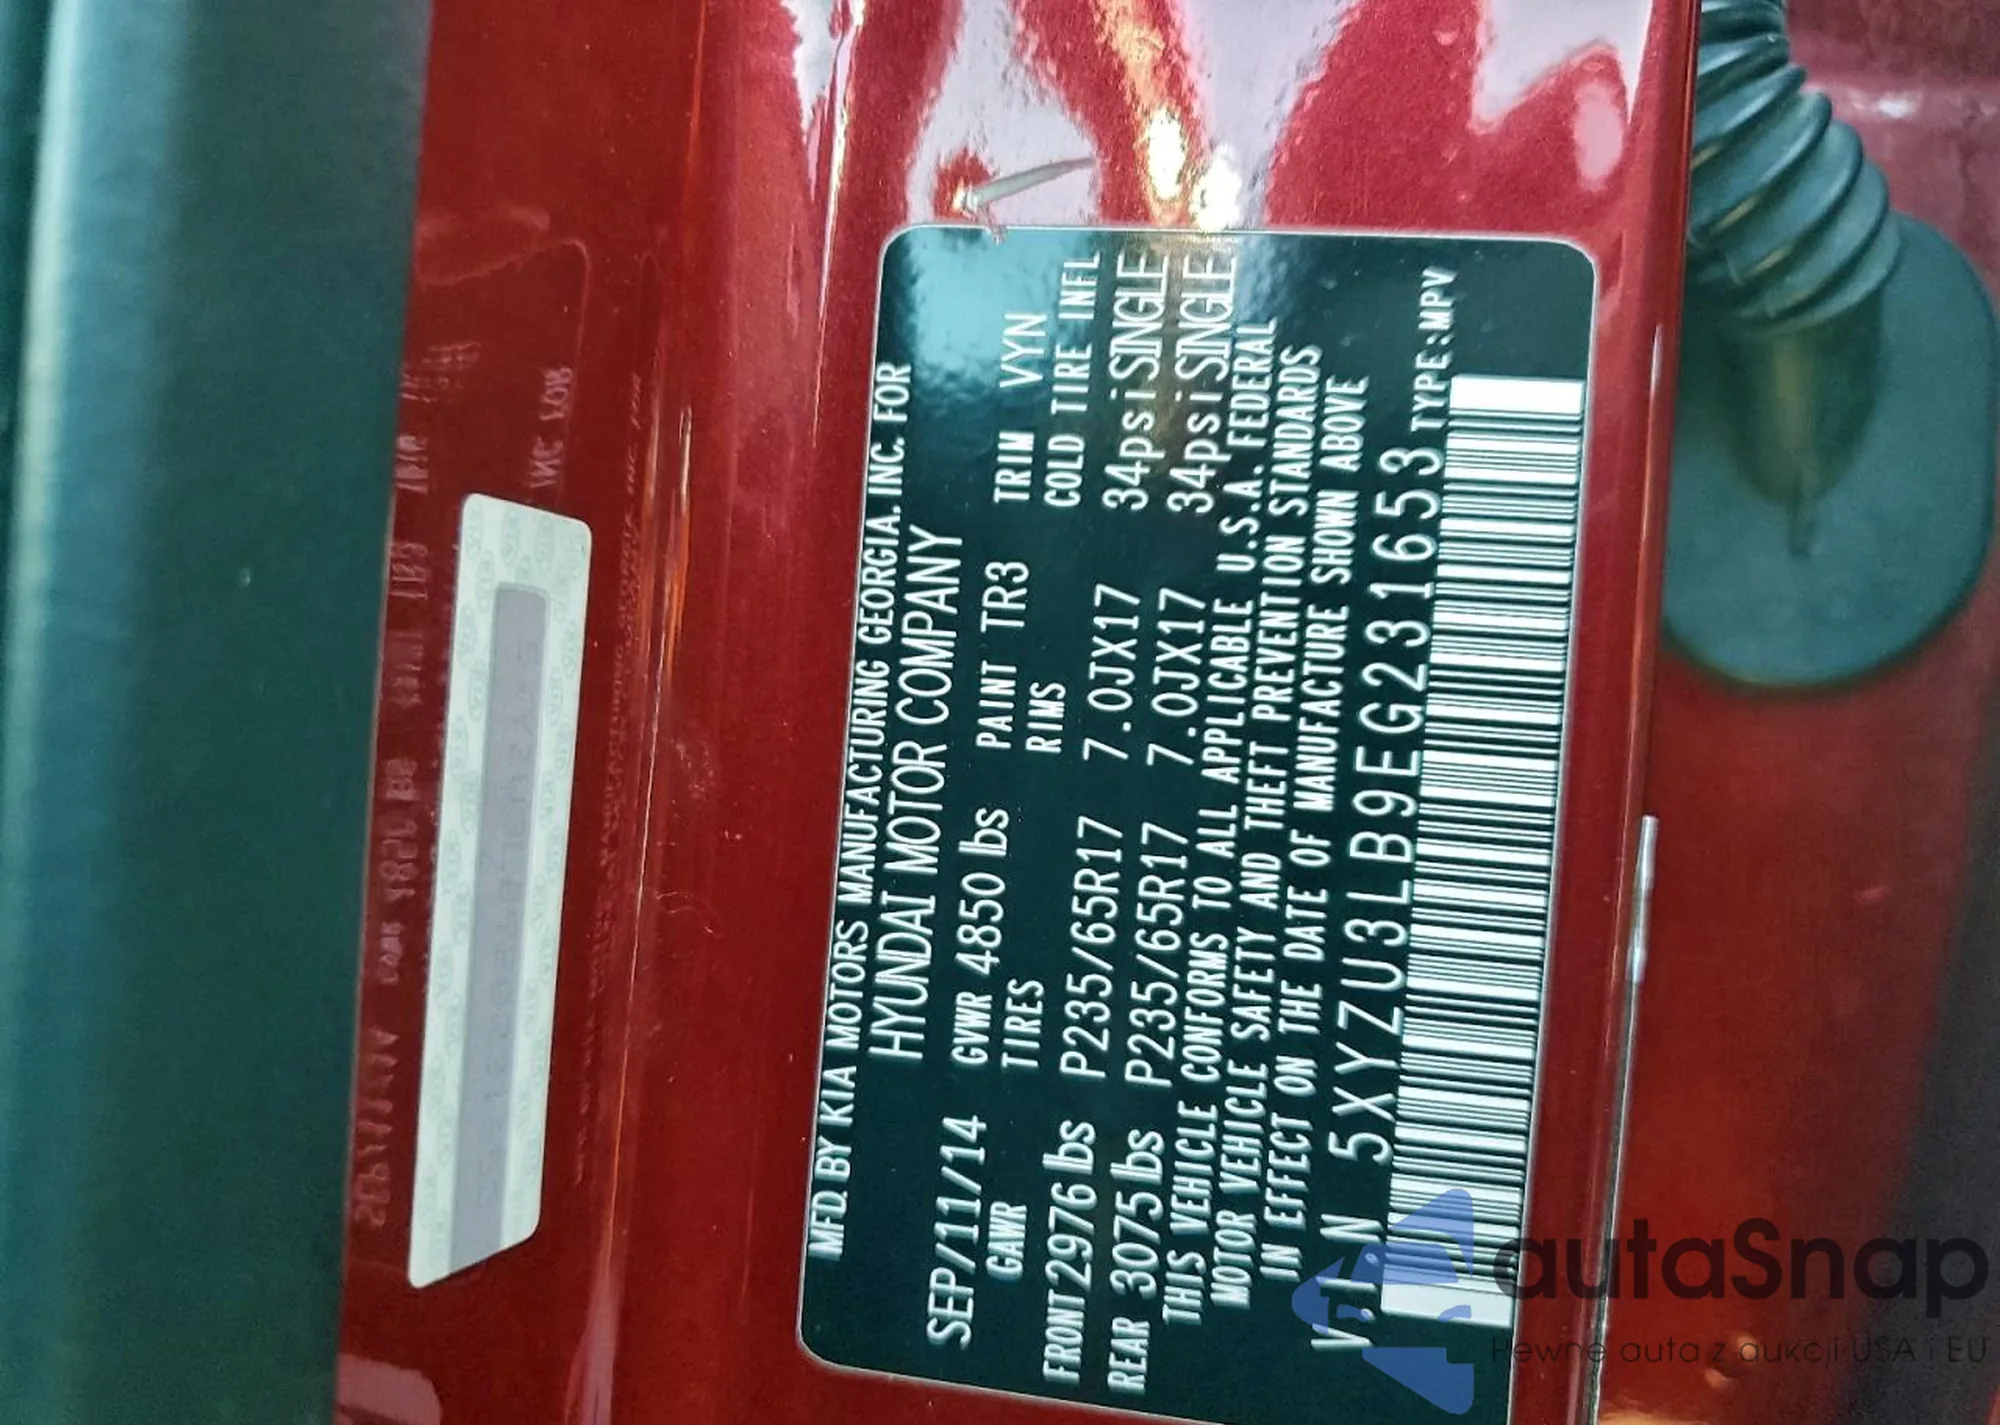 MFD BY KIA MOTORS MANUFACTURING GEORGIA. INC. FOR
HYUNDAI MOTOR COMPANY
SEP/11/14 GVWR 4850 lbs PAINT TR3 TRIM VYN
GAWR TIRES RIMS COLD TIRE INFL
FRONT 2976 lbs P235/65R17 7.0JX17 34psi SINGLE
REAR 3075 lbs P235/65R17 7.0JX17 34psi SINGLE
THIS VEHICLE CONFORMS TO ALL APPLICABLE U.S.A. FEDERAL
MOTOR VEHICLE SAFETY AND THEFT PREVENTION STANDARDS
IN EFFECT ON THE DATE OF MANUFACTURE SHOWN ABOVE
V.I.N 5XYZU3LB9EG231653 TYPE:MPV
autaSnap
Pewne auta z aukcji USA i EU